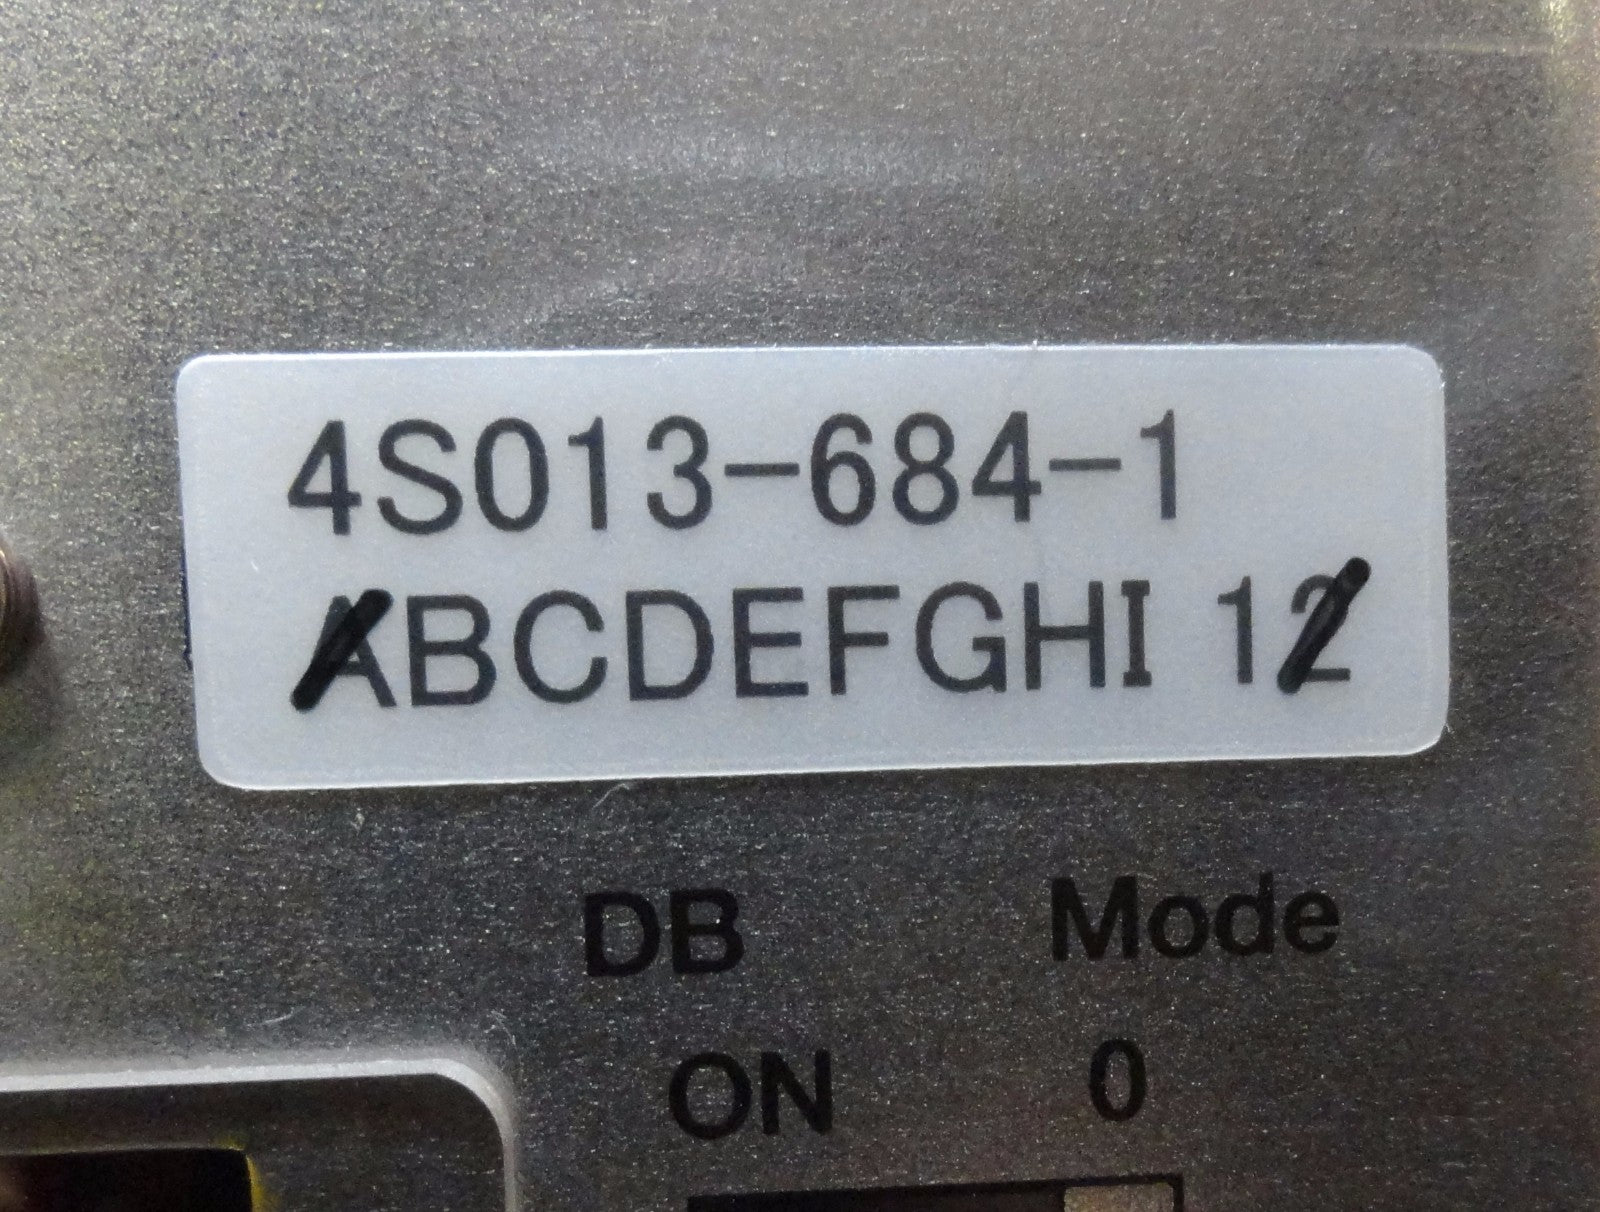 4S013-684-1
ABCDEFGHI 12
DB Mode
ON 0